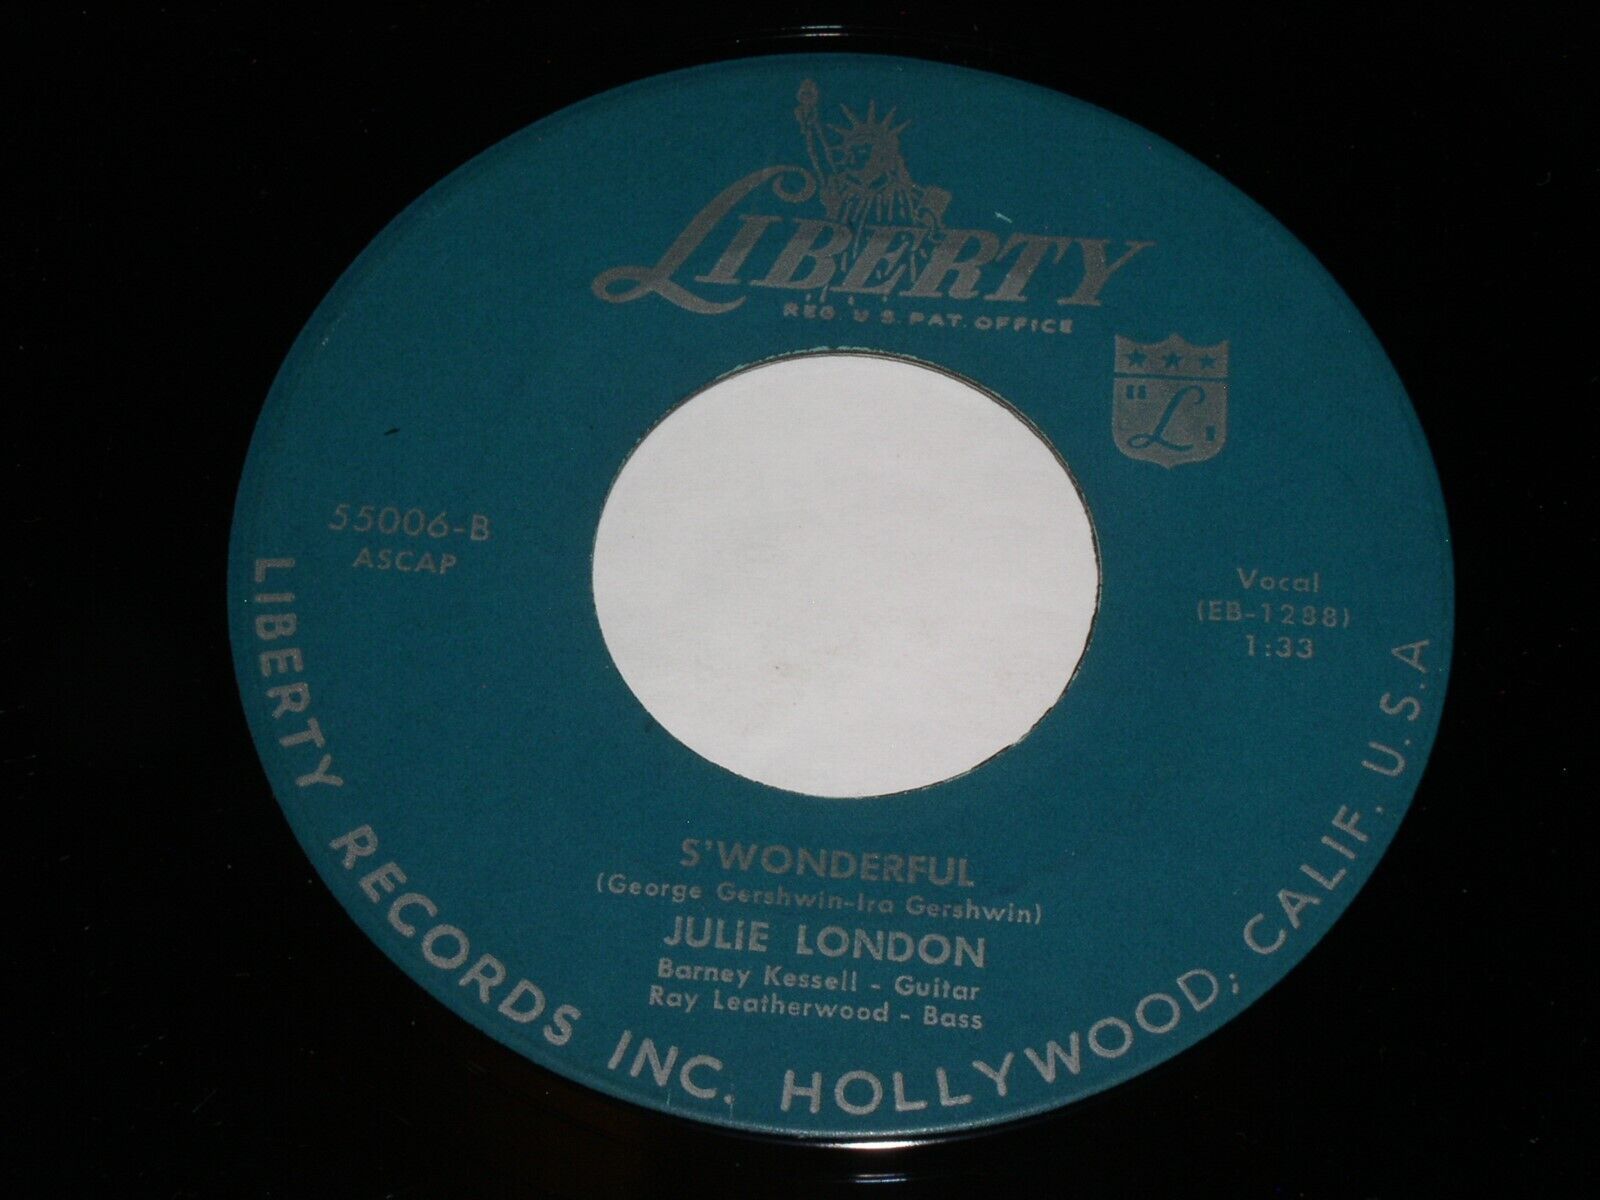 LIBERTY
REG. U.S. PAT. OFFICE
"L"
55006-B
ASCAP
Vocal
(EB-1288)
1:33
S'WONDERFUL
(George Gershwin-Ira Gershwin)
JULIE LONDON
Barney Kessell - Guitar
Ray Leatherwood - Bass
LIBERTY RECORDS INC. HOLLYWOOD; CALIF. U.S.A